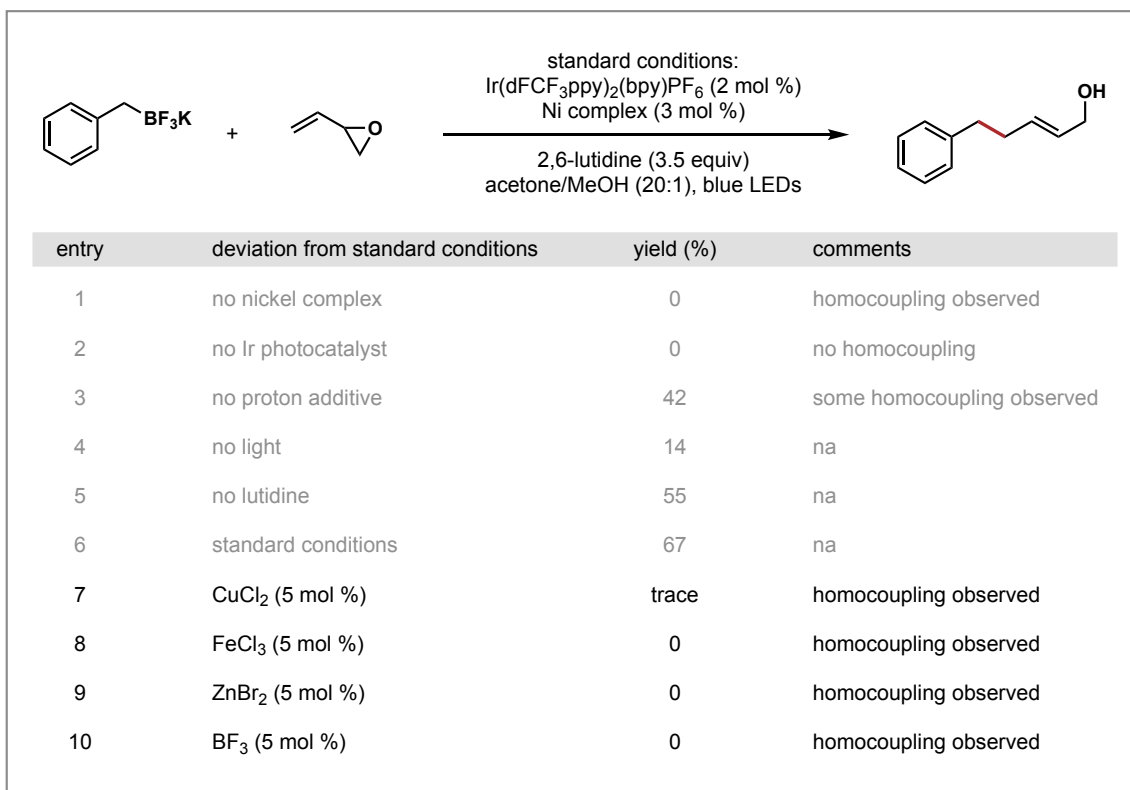 standard conditions:
Ir(dFCF₃ppy)₂(bpy)PF₆ (2 mol %)
Ni complex (3 mol %)
BF₃K
+
O
OH
2,6-lutidine (3.5 equiv)
acetone/MeOH (20:1), blue LEDs
entry deviation from standard conditions yield (%) comments
1 no nickel complex 0 homocoupling observed
2 no Ir photocatalyst 0 no homocoupling
3 no proton additive 42 some homocoupling observed
4 no light 14 na
5 no lutidine 55 na
6 standard conditions 67 na
7 CuCl₂ (5 mol %) trace homocoupling observed
8 FeCl₃ (5 mol %) 0 homocoupling observed
9 ZnBr₂ (5 mol %) 0 homocoupling observed
10 BF₃ (5 mol %) 0 homocoupling observed